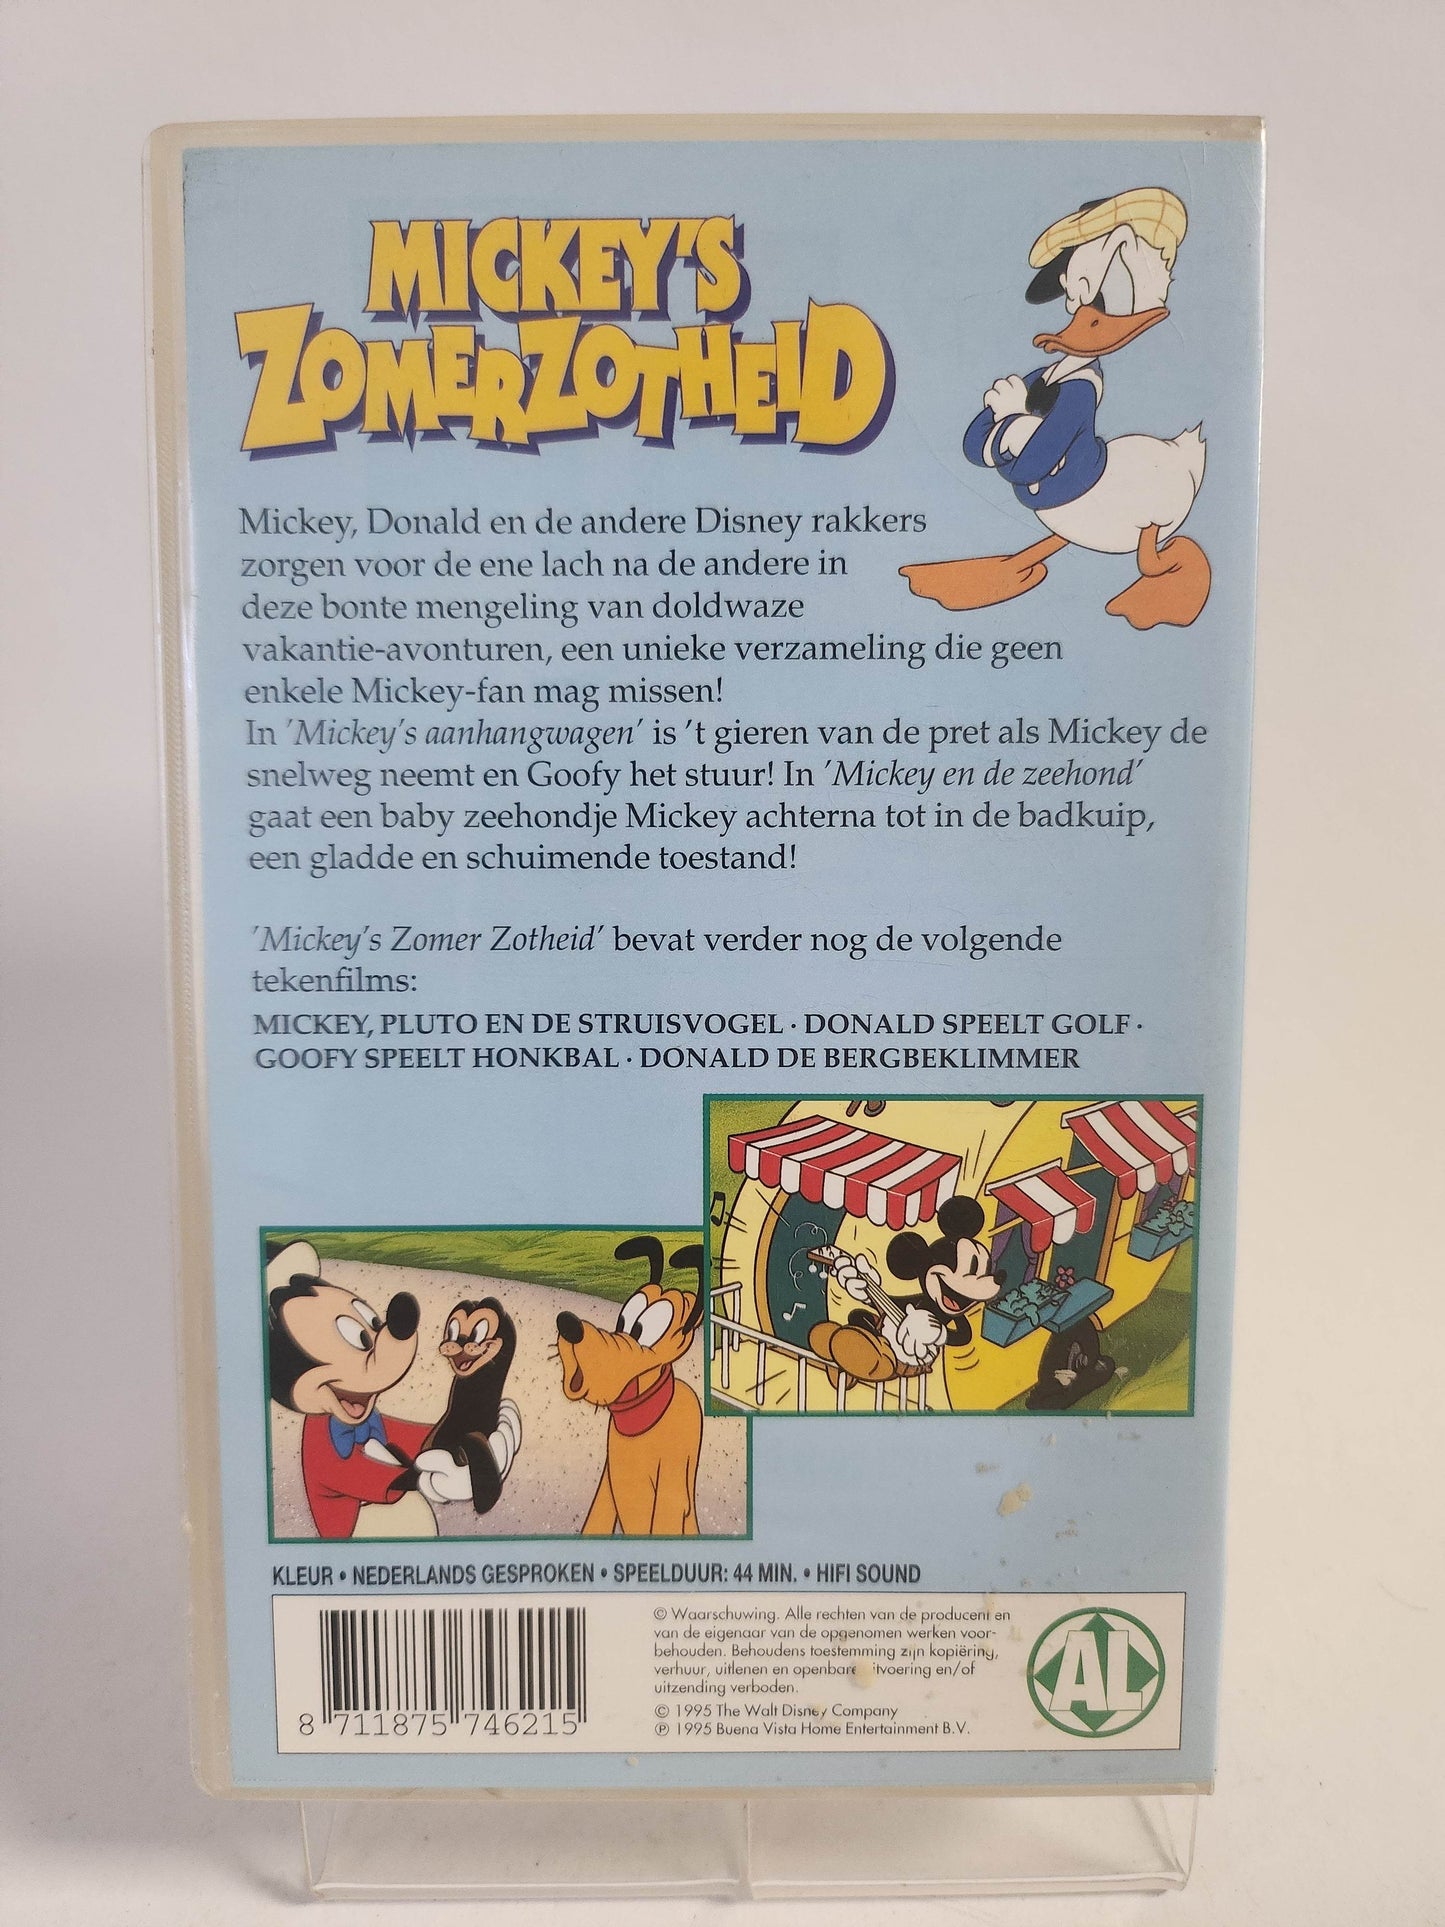 MICKEY'S
ZOMERZOTHEID
Mickey, Donald en de andere Disney rakkers
zorgen voor de ene lach na de andere in
deze bonte mengeling van doldwaze
vakantie-avonturen, een unieke verzameling die geen
enkele Mickey-fan mag missen!
In 'Mickey's aanhangwagen' is 't gieren van de pret als Mickey de
snelweg neemt en Goofy het stuur! In 'Mickey en de zeehond'
gaat een baby zeehondje Mickey achterna tot in de badkuip,
een gladde en schuimende toestand!
'Mickey's Zomer Zotheid' bevat verder nog de volgende
tekenfilms:
MICKEY, PLUTO EN DE STRUISVOGEL · DONALD SPEELT GOLF ·
GOOFY SPEELT HONKBAL · DONALD DE BERGBEKLIMMER
KLEUR • NEDERLANDS GESPROKEN • SPEELDUUR: 44 MIN. • HIFI SOUND
8 711875 746215
© Waarschuwing. Alle rechten van de producent en
van de eigenaar van de opgenomen werken voor-
behouden. Behoudens toestemming zijn kopiëring,
verhuur, uitlenen en openbare uitvoering en/of
uitzending verboden.
© 1995 The Walt Disney Company
℗ 1995 Buena Vista Home Entertainment B.V.
AL